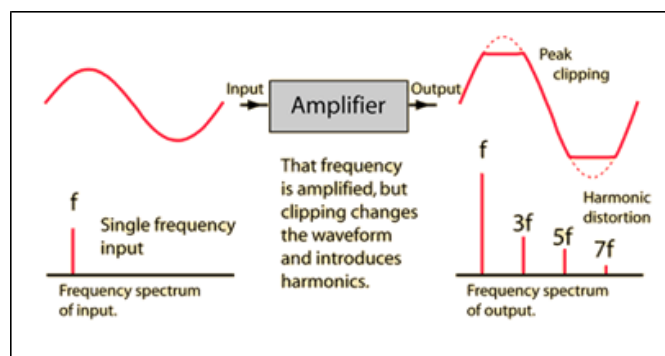 Input
Amplifier
Output
Peak
clipping
f
Single frequency
input
Frequency spectrum
of input.
That frequency
is amplified, but
clipping changes
the waveform
and introduces
harmonics.
f
3f
5f
7f
Harmonic
distortion
Frequency spectrum
of output.